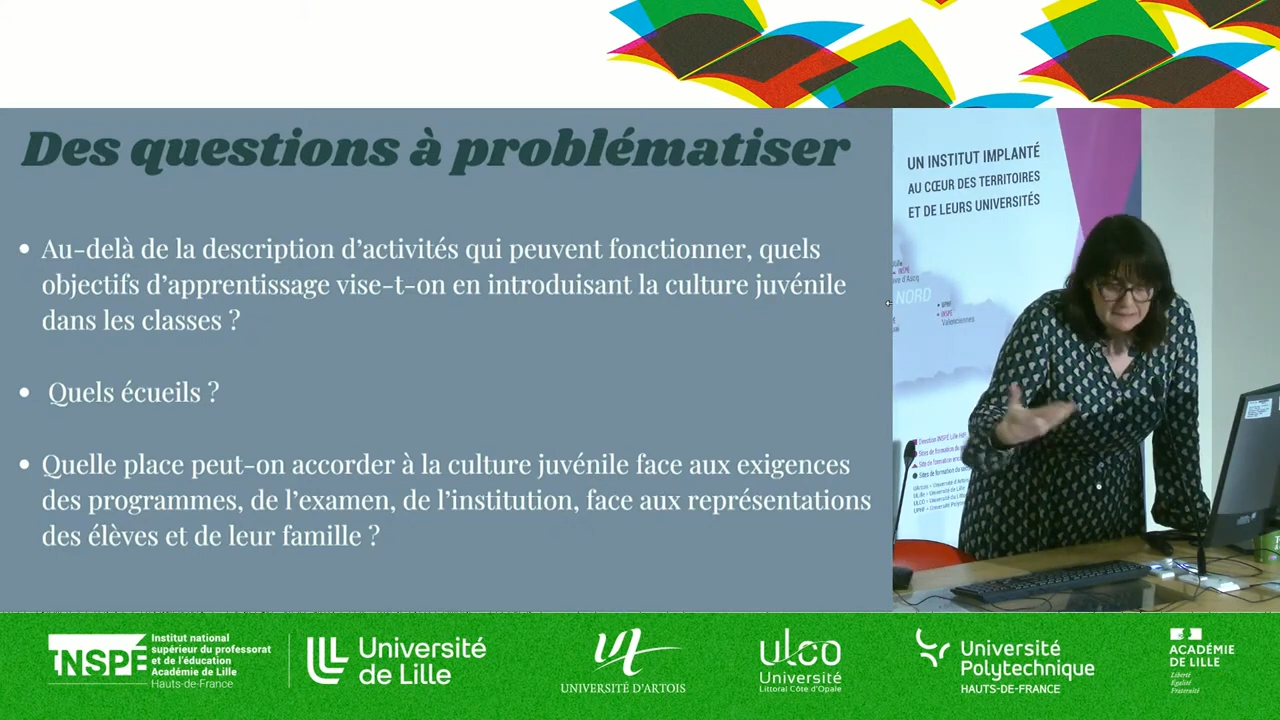 Des questions à problématiser
• Au-delà de la description d’activités qui peuvent fonctionner, quels
objectifs d’apprentissage vise-t-on en introduisant la culture juvénile
dans les classes ?
• Quels écueils ?
• Quelle place peut-on accorder à la culture juvénile face aux exigences
des programmes, de l’examen, de l’institution, face aux représentations
des élèves et de leur famille ?
UN INSTITUT IMPLANTÉ
AU CŒUR DES TERRITOIRES
ET DE LEURS UNIVERSITÉS
INSPE
NORD
INSPE
Valenciennes
INSPÉ
Institut national
supérieur du professorat
et de l'éducation
Académie de Lille
Hauts-de-France
Université
de Lille
UNIVERSITÉ D'ARTOIS
ulco
Université
Littoral Côte d'Opale
Université
Polytechnique
HAUTS-DE-FRANCE
ACADÉMIE
DE LILLE
Liberté
Égalité
Fraternité